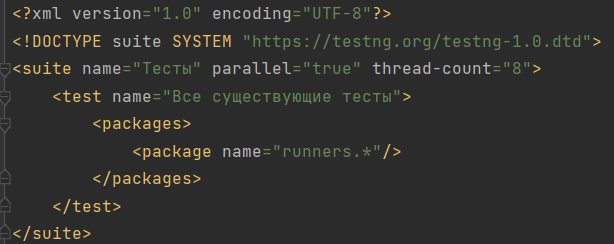 <?xml version="1.0" encoding="UTF-8"?>
<!DOCTYPE suite SYSTEM "https://testng.org/testng-1.0.dtd">
<suite name="Тесты" parallel="true" thread-count="8">
    <test name="Все существующие тесты">
        <packages>
            <package name="runners.*"/>
        </packages>
    </test>
</suite>